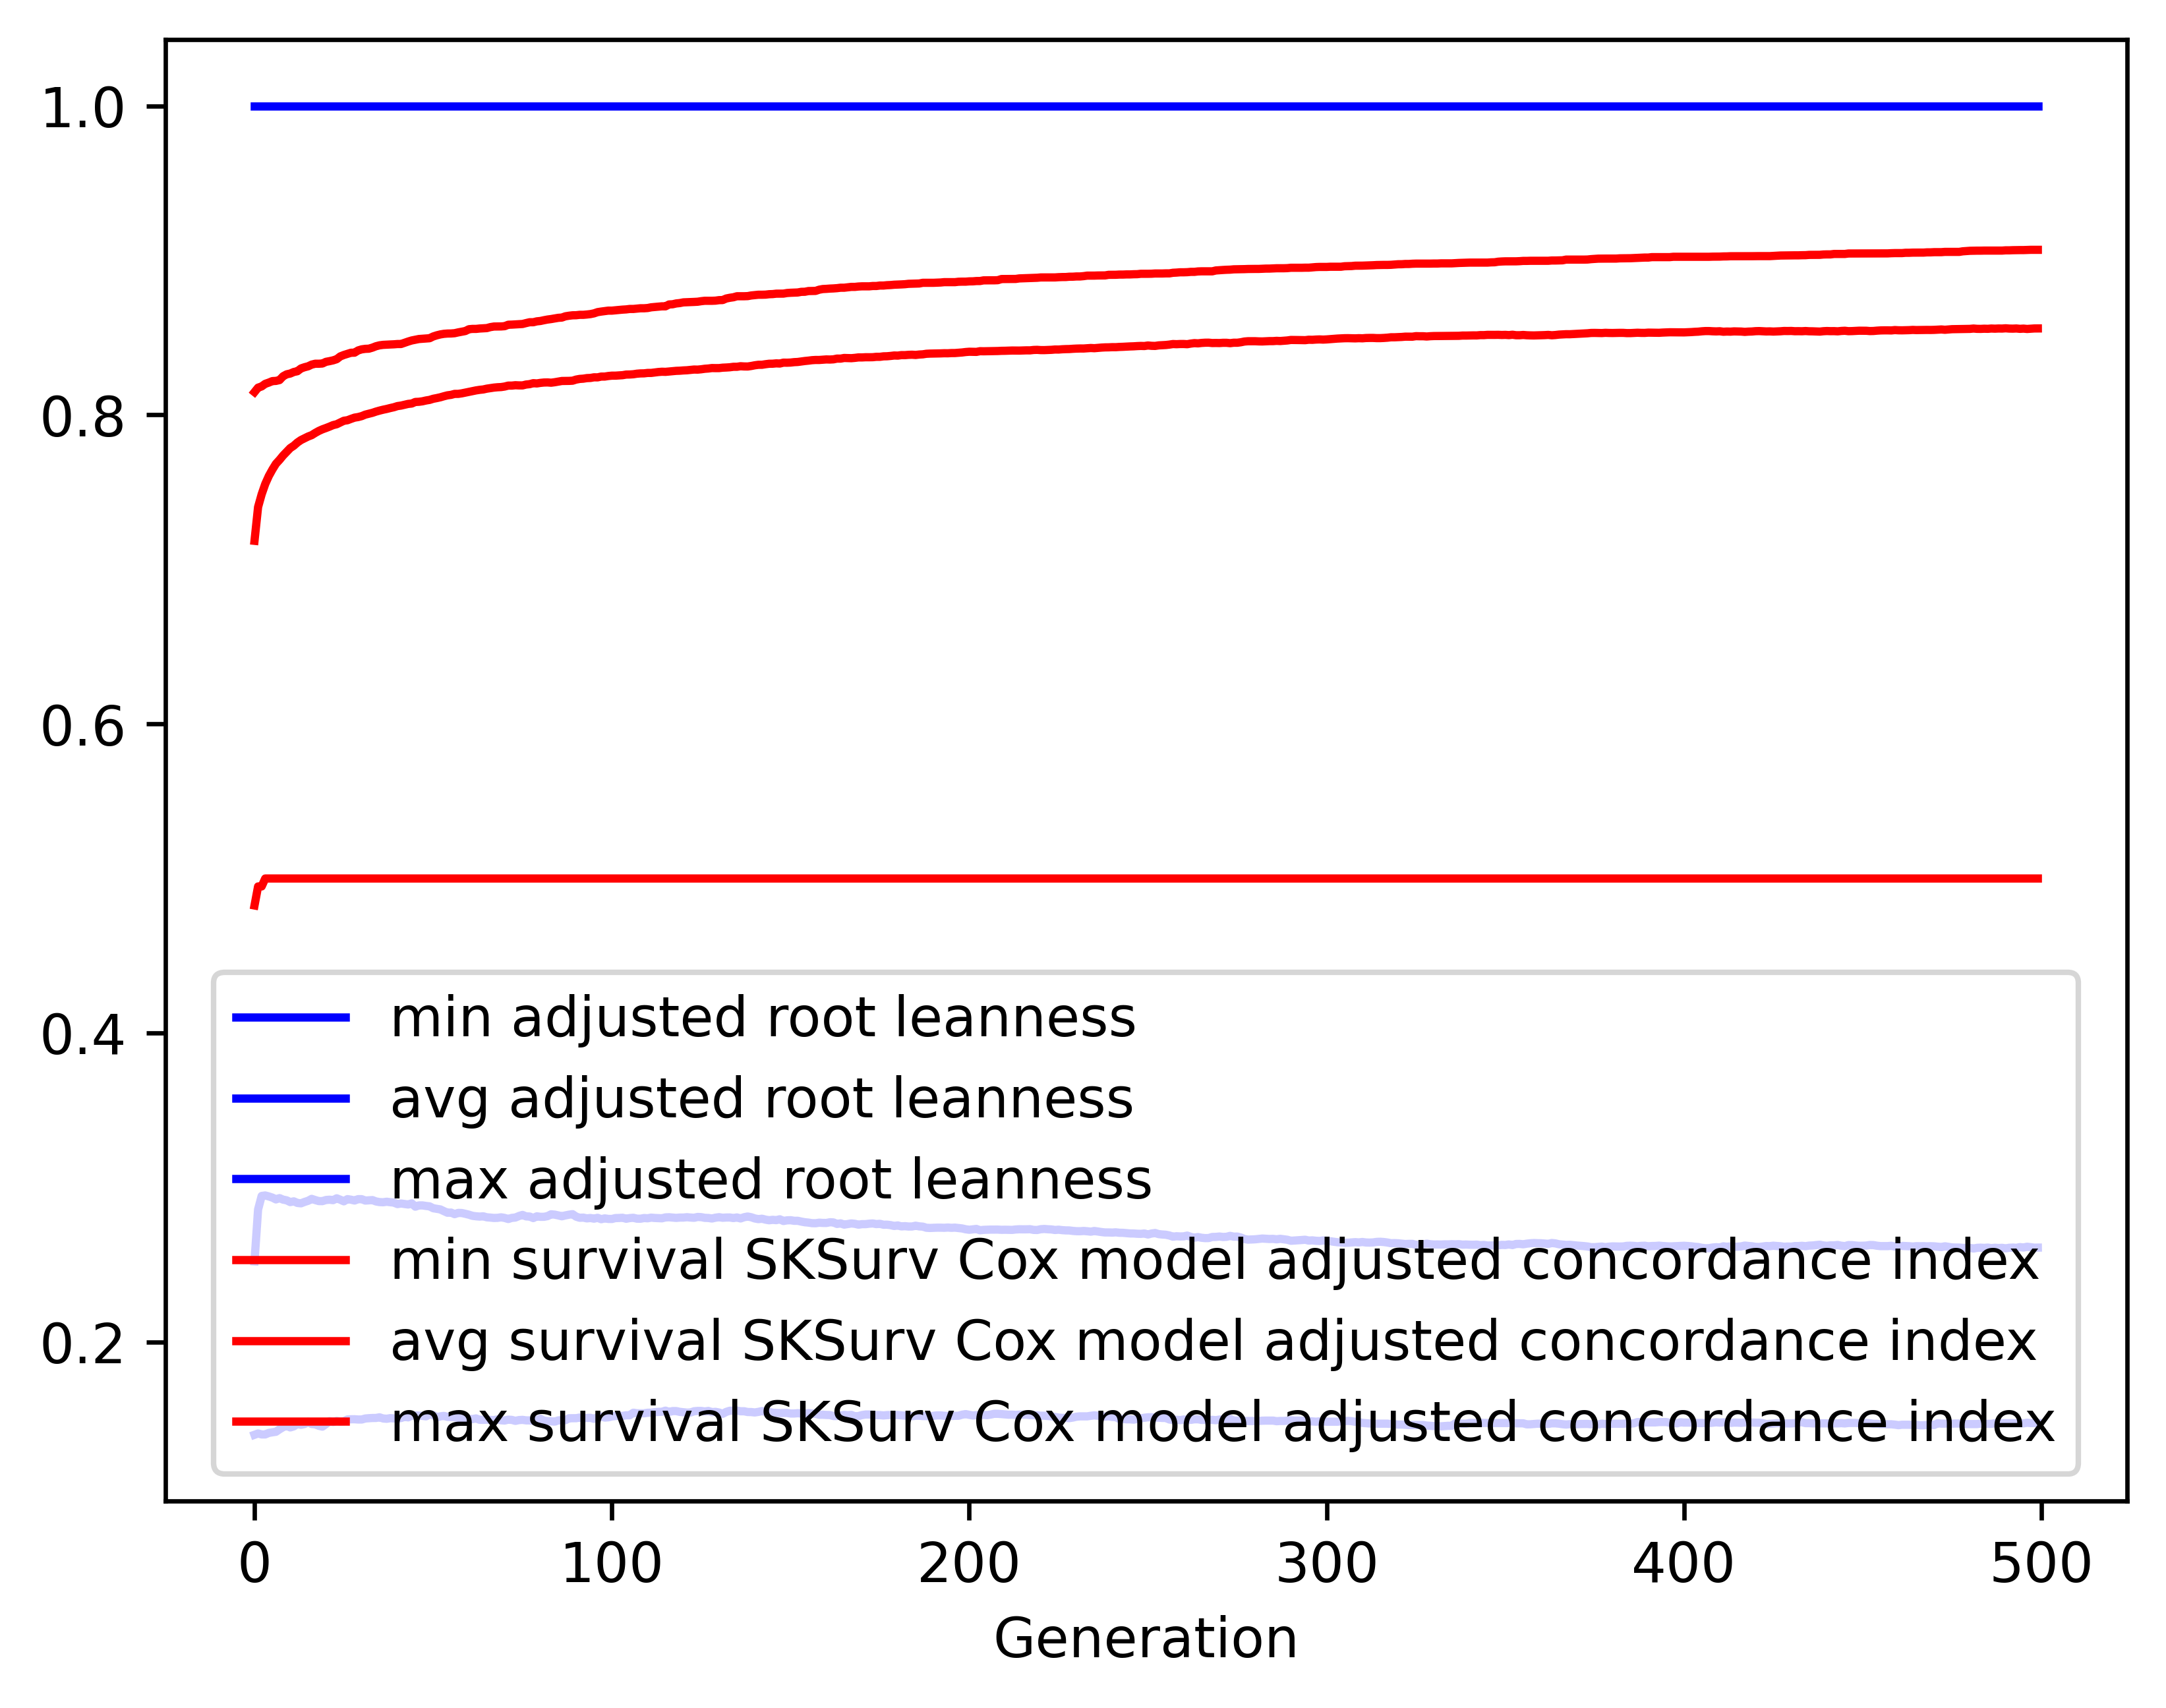 1.0
0.8
0.6
0.4
0.2
min adjusted root leanness
avg adjusted root leanness
max adjusted root leanness
min survival SKSurv Cox model adjusted concordance index
avg survival SKSurv Cox model adjusted concordance index
max survival SKSurv Cox model adjusted concordance index
0 100 200 300 400 500
Generation